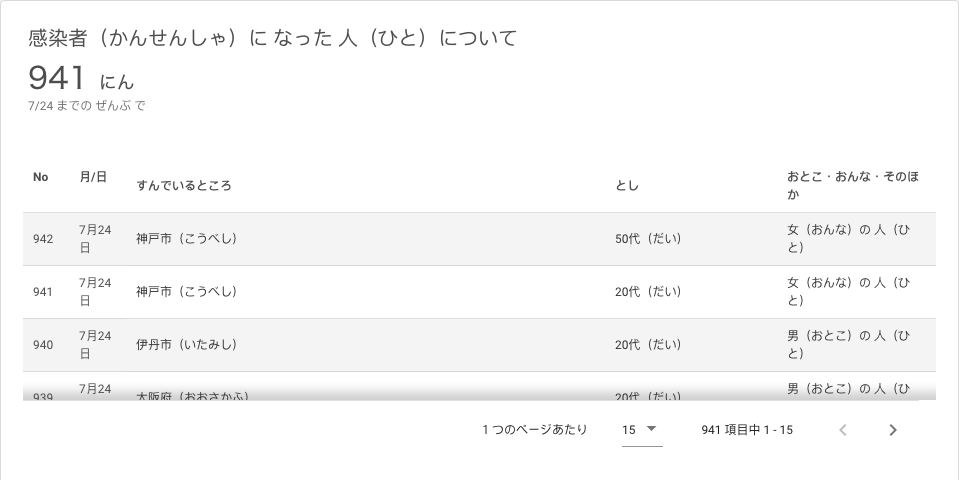 感染者（かんせんしゃ）に なった 人（ひと）について
941 にん
7/24 までの ぜんぶ で
No 月/日 すんでいるところ とし おとこ・おんな・そのほ
か
942 7月24
日 神戸市（こうべし） 50代（だい） 女（おんな）の 人（ひ
と）
941 7月24
日 神戸市（こうべし） 20代（だい） 女（おんな）の 人（ひ
と）
940 7月24
日 伊丹市（いたみし） 20代（だい） 男（おとこ）の 人（ひ
と）
939 7月24 大阪府（おおさかふ） 20代（だい） 男（おとこ）の 人（ひ
1 つのページあたり 15 941 項目中 1 - 15